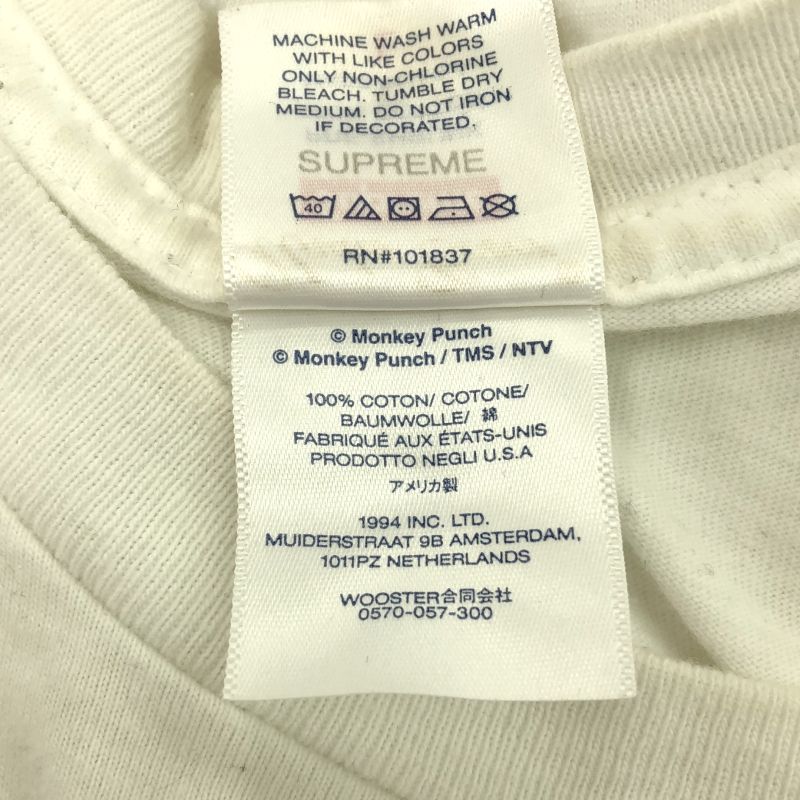 MACHINE WASH WARM
WITH LIKE COLORS
ONLY NON-CHLORINE
BLEACH. TUMBLE DRY
MEDIUM. DO NOT IRON
IF DECORATED.
SUPREME
40
RN#101837
© Monkey Punch
© Monkey Punch / TMS / NTV
100% COTON/ COTONE/
BAUMWOLLE/ 綿
FABRIQUÉ AUX ÉTATS-UNIS
PRODOTTO NEGLI U.S.A
アメリカ製
1994 INC. LTD.
MUIDERSTRAAT 9B AMSTERDAM,
1011PZ NETHERLANDS
WOOSTER合同会社
0570-057-300